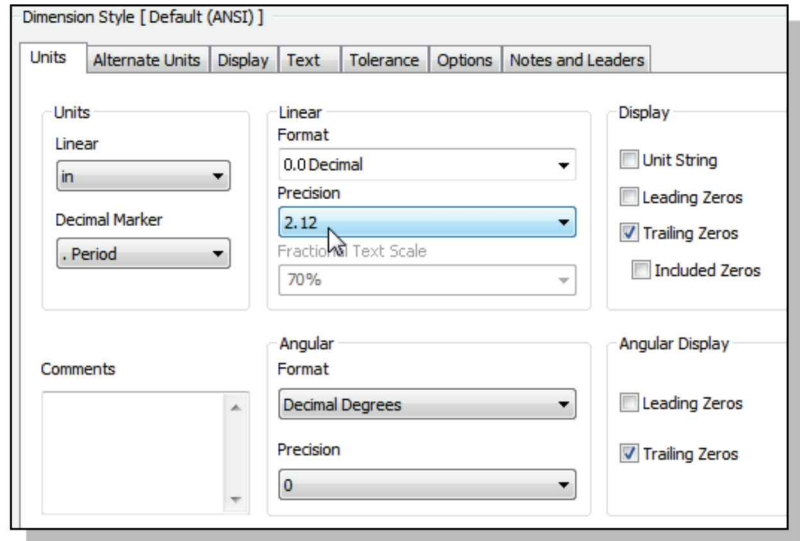 Dimension Style [ Default (ANSI) ]
Units Alternate Units Display Text Tolerance Options Notes and Leaders
Units
Linear
in
Decimal Marker
. Period
Linear
Format
0.0 Decimal
Precision
2.12
Fractional Text Scale
70%
Display
Unit String
Leading Zeros
Trailing Zeros
Included Zeros
Comments
Angular
Format
Decimal Degrees
Precision
0
Angular Display
Leading Zeros
Trailing Zeros